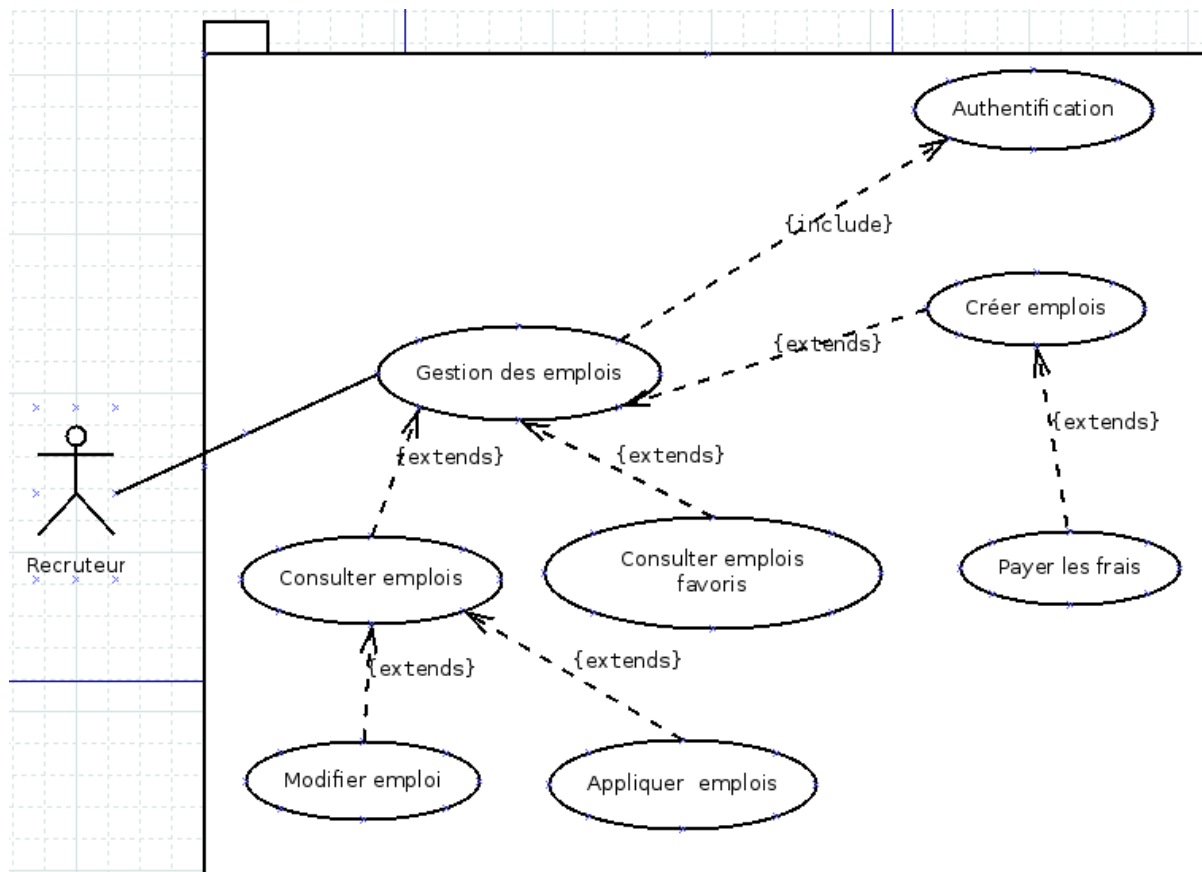 Authentification
{include}
Créer emplois
{extends}
Gestion des emplois
{extends}
{extends}
{extends}
Recruteur
Consulter emplois
Consulter emplois
favoris
Payer les frais
{extends}
{extends}
Modifier emploi
Appliquer emplois